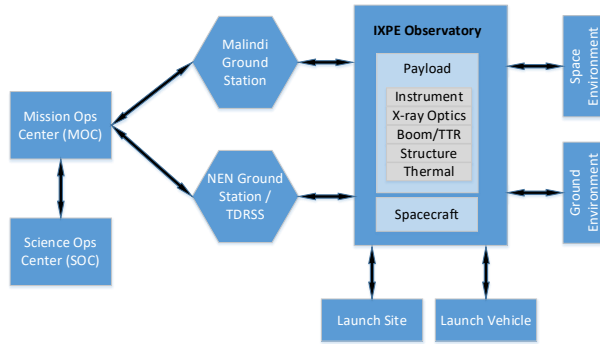 IXPE Observatory
Malindi
Ground
Station
Payload
Instrument
X-ray Optics
Boom/TTR
Structure
Thermal
Spacecraft
Mission Ops
Center (MOC)
NEN Ground
Station /
TDRSS
Science Ops
Center (SOC)
Space
Environment
Ground
Environment
Launch Site
Launch Vehicle